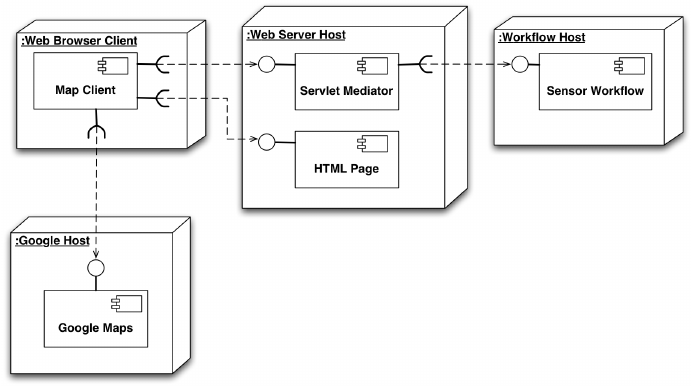 :Web Browser Client
Map Client
:Web Server Host
Servlet Mediator
HTML Page
:Workflow Host
Sensor Workflow
:Google Host
Google Maps